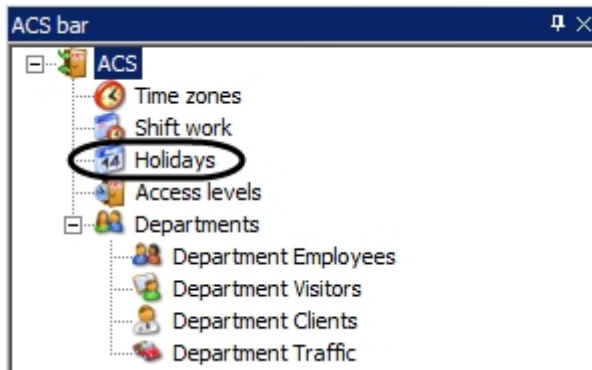 ACS bar
ACS
Time zones
Shift work
Holidays
Access levels
Departments
Department Employees
Department Visitors
Department Clients
Department Traffic